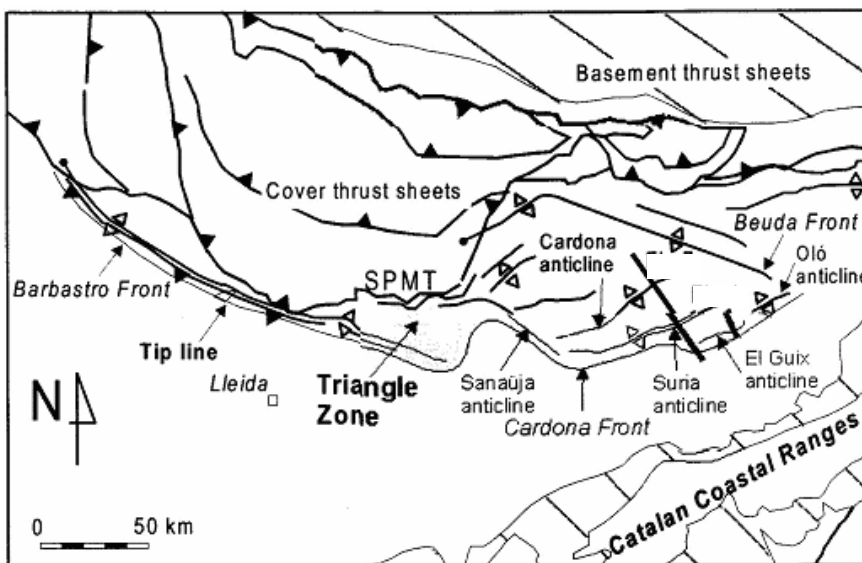 Basement thrust sheets
Cover thrust sheets
Beuda Front
Cardona
anticline
Oló
anticline
SPMT
Barbastro Front
Tip line
Lleida
Triangle
Zone
Sanaüja
anticline
Cardona Front
Suria
anticline
El Guix
anticline
N
Catalan Coastal Ranges
0 50 km